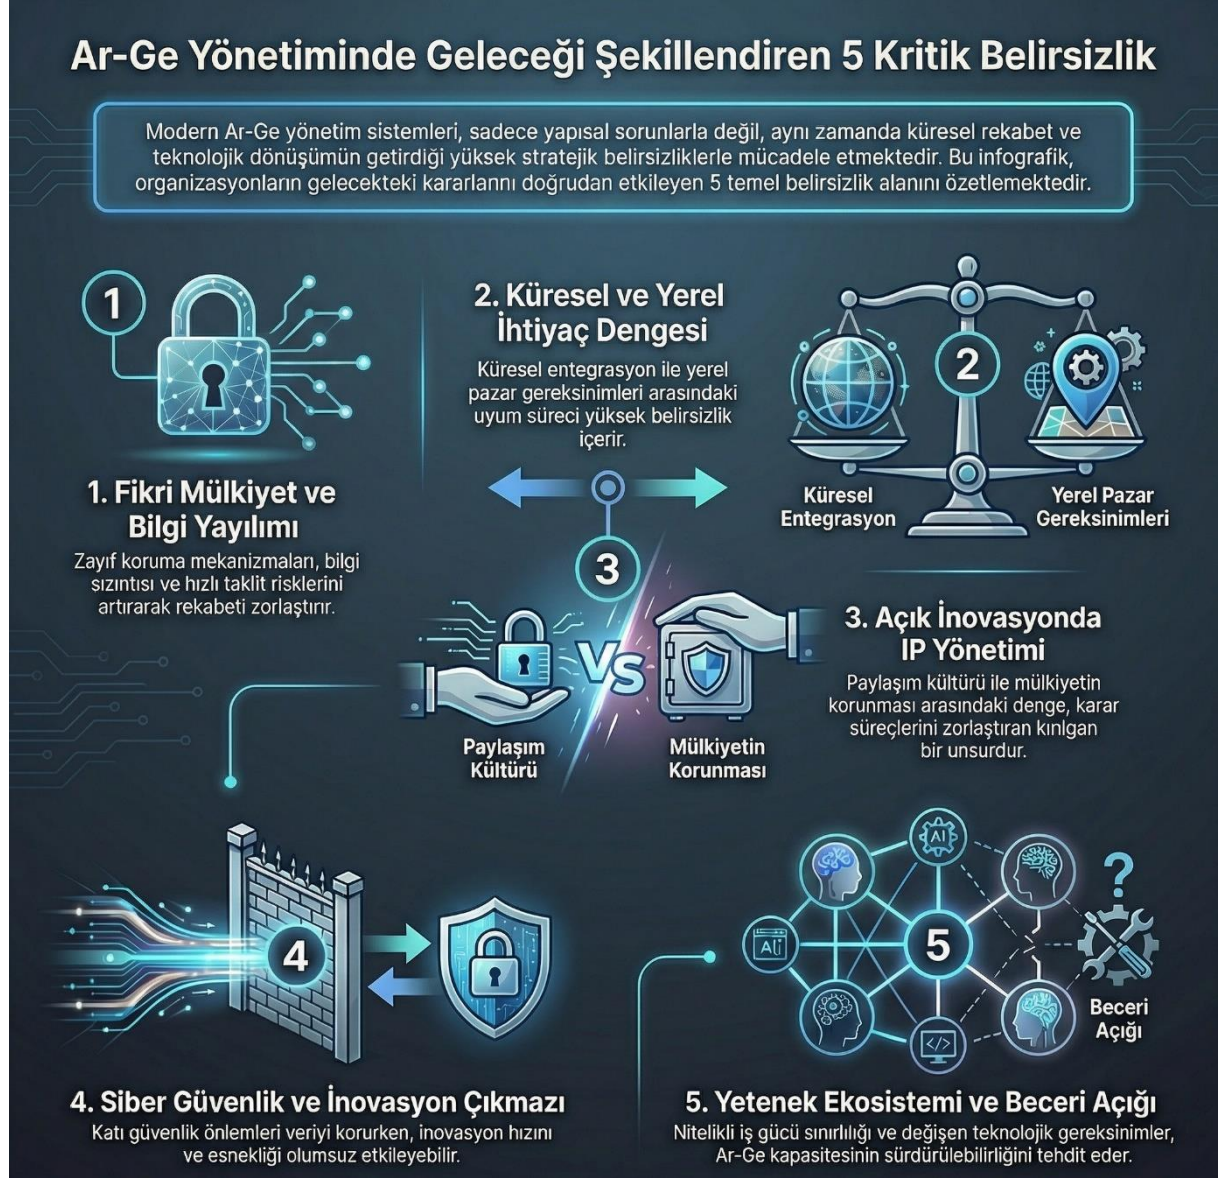 Ar-Ge Yönetiminde Geleceği Şekillendiren 5 Kritik Belirsizlik
Modern Ar-Ge yönetim sistemleri, sadece yapısal sorunlarla değil, aynı zamanda küresel rekabet ve
teknolojik dönüşümün getirdiği yüksek stratejik belirsizliklerle mücadele etmektedir. Bu infografik,
organizasyonların gelecekteki kararlarını doğrudan etkileyen 5 temel belirsizlik alanını özetlemektedir.
1
1. Fikri Mülkiyet ve
Bilgi Yayılımı
Zayıf koruma mekanizmaları, bilgi
sızıntısı ve hızlı taklit risklerini
artırarak rekabeti zorlaştırır.
2. Küresel ve Yerel
İhtiyaç Dengesi
Küresel entegrasyon ile yerel
pazar gereksinimleri arasındaki
uyum süreci yüksek belirsizlik
içerir.
2
Küresel
Entegrasyon
Yerel Pazar
Gereksinimleri
3
VS
Paylaşım
Kültürü
Mülkiyetin
Korunması
3. Açık İnovasyonda
IP Yönetimi
Paylaşım kültürü ile mülkiyetin
korunması arasındaki denge, karar
süreçlerini zorlaştıran kırılgan
bir unsurdur.
4
4. Siber Güvenlik ve İnovasyon Çıkmazı
Katı güvenlik önlemleri veriyi korurken, inovasyon hızını
ve esnekliği olumsuz etkileyebilir.
AI
Ali
5
</>
?
Beceri
Açığı
5. Yetenek Ekosistemi ve Beceri Açığı
Nitelikli iş gücü sınırlılığı ve değişen teknolojik gereksinimler,
Ar-Ge kapasitesinin sürdürülebilirliğini tehdit eder.